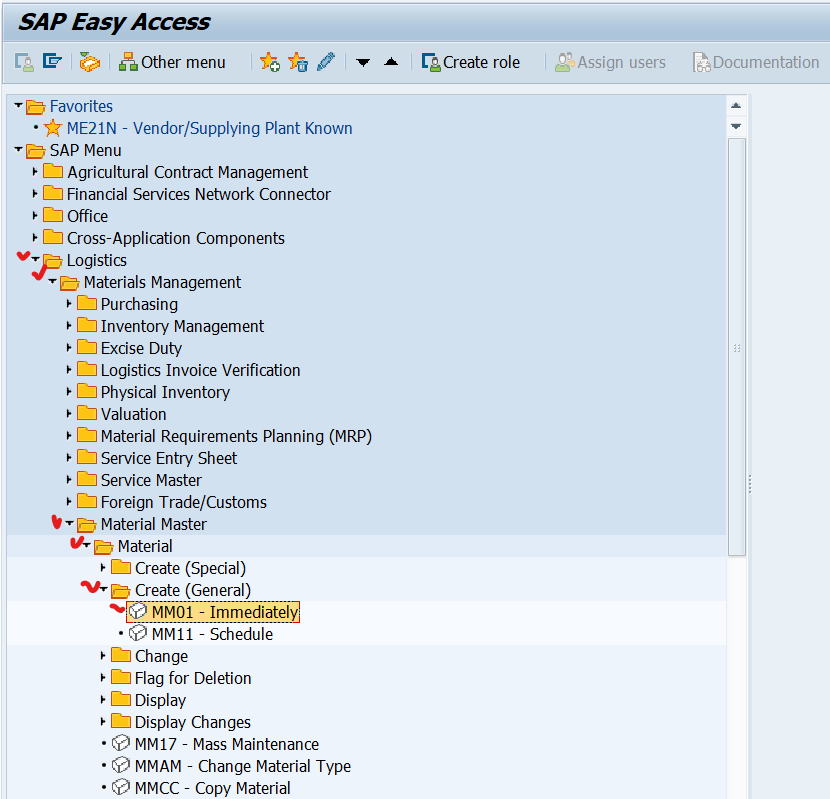 SAP Easy Access
Other menu Create role Assign users Documentation
Favorites
ME21N - Vendor/Supplying Plant Known
SAP Menu
Agricultural Contract Management
Financial Services Network Connector
Office
Cross-Application Components
Logistics
Materials Management
Purchasing
Inventory Management
Excise Duty
Logistics Invoice Verification
Physical Inventory
Valuation
Material Requirements Planning (MRP)
Service Entry Sheet
Service Master
Foreign Trade/Customs
Material Master
Material
Create (Special)
Create (General)
MM01 - Immediately
MM11 - Schedule
Change
Flag for Deletion
Display
Display Changes
MM17 - Mass Maintenance
MMAM - Change Material Type
MMCC - Copy Material